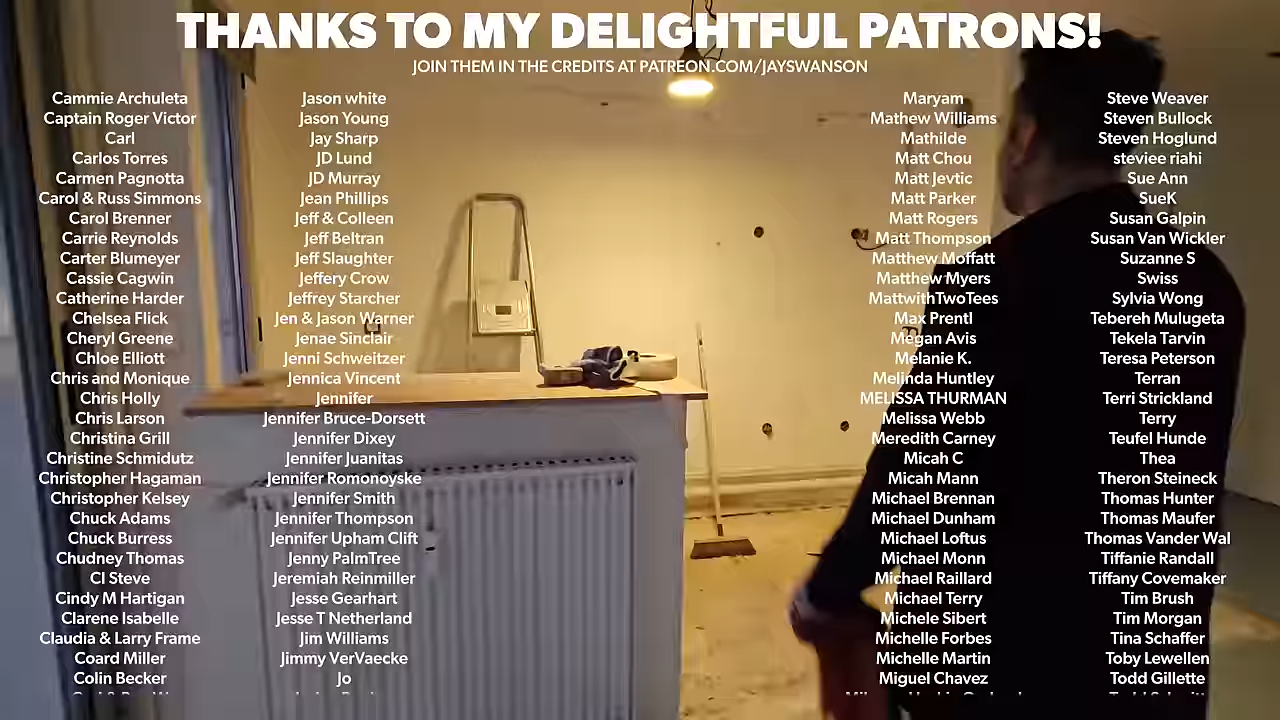 THANKS TO MY DELIGHTFUL PATRONS!
JOIN THEM IN THE CREDITS AT PATREON.COM/JAYSWANSON
Cammie Archuleta
Captain Roger Victor
Carl
Carlos Torres
Carmen Pagnotta
Carol & Russ Simmons
Carol Brenner
Carrie Reynolds
Carter Blumeyer
Cassie Cagwin
Catherine Harder
Chelsea Flick
Cheryl Greene
Chloe Elliott
Chris and Monique
Chris Holly
Chris Larson
Christina Grill
Christine Schmidutz
Christopher Hagaman
Christopher Kelsey
Chuck Adams
Chuck Burress
Chudney Thomas
CI Steve
Cindy M Hartigan
Clarene Isabelle
Claudia & Larry Frame
Coard Miller
Colin Becker
Jason white
Jason Young
Jay Sharp
JD Lund
JD Murray
Jean Phillips
Jeff & Colleen
Jeff Beltran
Jeff Slaughter
Jeffery Crow
Jeffrey Starcher
Jen & Jason Warner
Jenae Sinclair
Jenni Schweitzer
Jennica Vincent
Jennifer
Jennifer Bruce-Dorsett
Jennifer Dixey
Jennifer Juanitas
Jennifer Romonoyske
Jennifer Smith
Jennifer Thompson
Jennifer Upham Clift
Jenny PalmTree
Jeremiah Reinmiller
Jesse Gearhart
Jesse T Netherland
Jim Williams
Jimmy VerVaecke
Jo
Maryam
Mathew Williams
Mathilde
Matt Chou
Matt Jevtic
Matt Parker
Matt Rogers
Matt Thompson
Matthew Moffatt
Matthew Myers
MattwithTwoTees
Max Prentl
Megan Avis
Melanie K.
Melinda Huntley
MELISSA THURMAN
Melissa Webb
Meredith Carney
Micah C
Micah Mann
Michael Brennan
Michael Dunham
Michael Loftus
Michael Monn
Michael Raillard
Michael Terry
Michele Sibert
Michelle Forbes
Michelle Martin
Miguel Chavez
Steve Weaver
Steven Bullock
Steven Hoglund
steviee riahi
Sue Ann
SueK
Susan Galpin
Susan Van Wickler
Suzanne S
Swiss
Sylvia Wong
Tebereh Mulugeta
Tekela Tarvin
Teresa Peterson
Terran
Terri Strickland
Terry
Teufel Hunde
Thea
Theron Steineck
Thomas Hunter
Thomas Maufer
Thomas Vander Wal
Tiffanie Randall
Tiffany Covemaker
Tim Brush
Tim Morgan
Tina Schaffer
Toby Lewellen
Todd Gillette